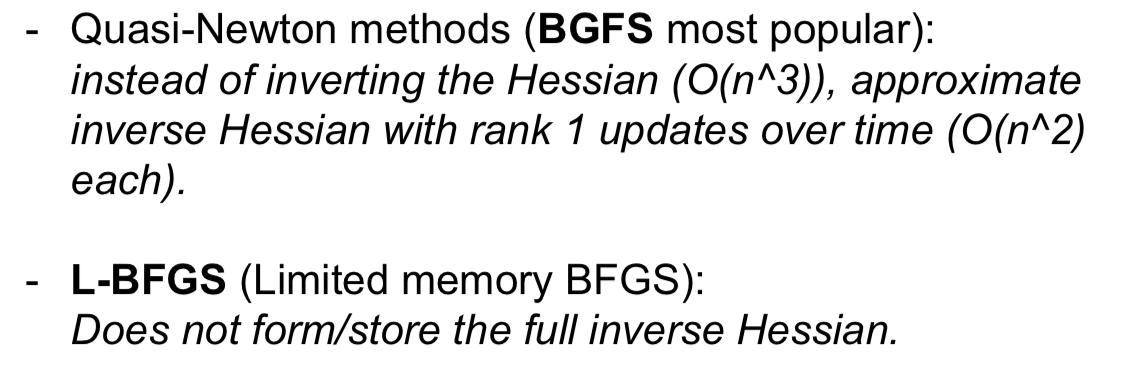 - Quasi-Newton methods (BGFS most popular):
instead of inverting the Hessian (O(n^3)), approximate
inverse Hessian with rank 1 updates over time (O(n^2)
each).
- L-BFGS (Limited memory BFGS):
Does not form/store the full inverse Hessian.